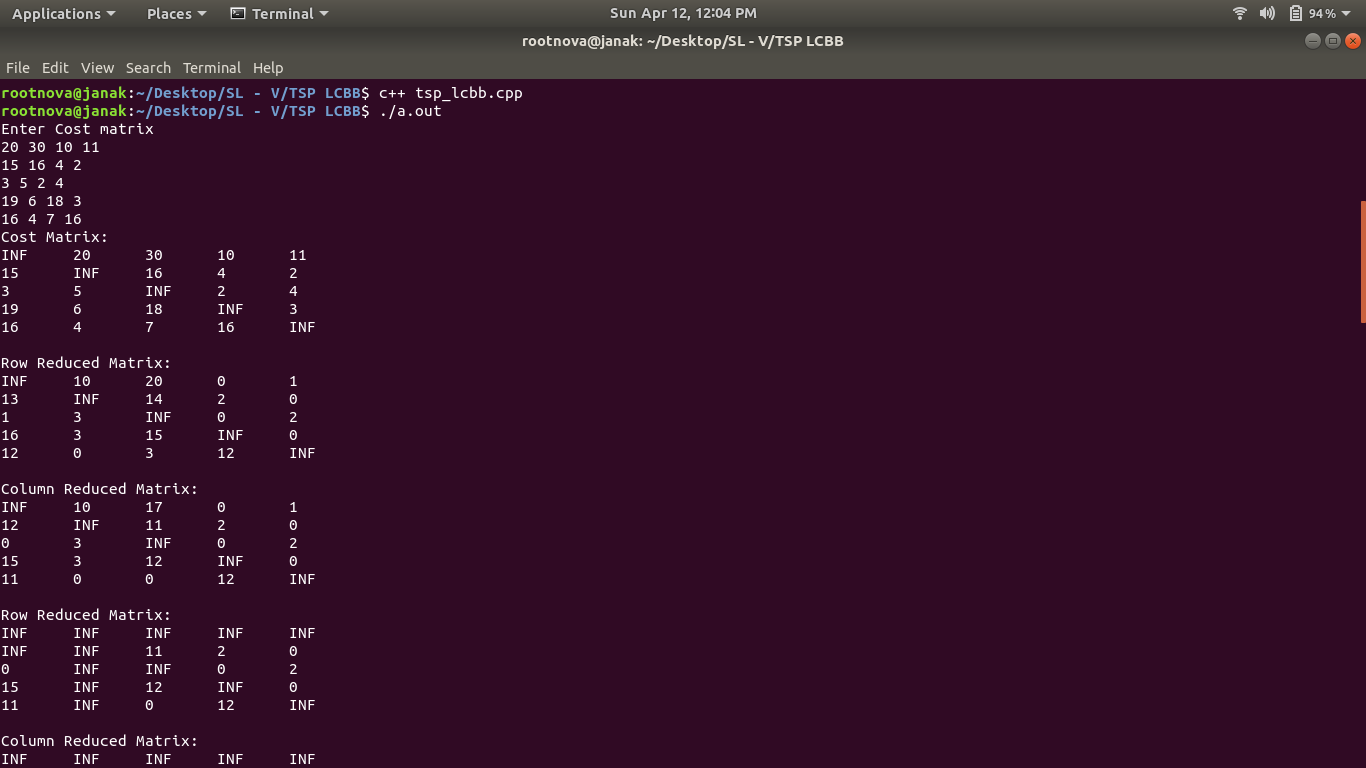 Applications Places Terminal Sun Apr 12, 12:04 PM 94%
rootnova@janak: ~/Desktop/SL - V/TSP LCBB
File Edit View Search Terminal Help
rootnova@janak:~/Desktop/SL - V/TSP LCBB$ c++ tsp_lcbb.cpp
rootnova@janak:~/Desktop/SL - V/TSP LCBB$ ./a.out
Enter Cost matrix
20 30 10 11
15 16 4 2
3 5 2 4
19 6 18 3
16 4 7 16
Cost Matrix:
INF 20 30 10 11
15 INF 16 4 2
3 5 INF 2 4
19 6 18 INF 3
16 4 7 16 INF
Row Reduced Matrix:
INF 10 20 0 1
13 INF 14 2 0
1 3 INF 0 2
16 3 15 INF 0
12 0 3 12 INF
Column Reduced Matrix:
INF 10 17 0 1
12 INF 11 2 0
0 3 INF 0 2
15 3 12 INF 0
11 0 0 12 INF
Row Reduced Matrix:
INF INF INF INF INF
INF INF 11 2 0
0 INF INF 0 2
15 INF 12 INF 0
11 INF 0 12 INF
Column Reduced Matrix:
INF INF INF INF INF